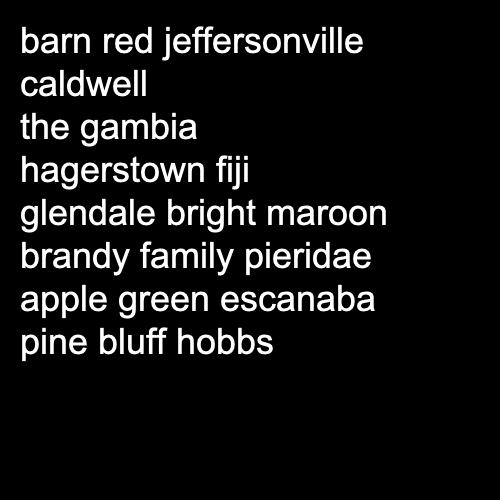 barn red jeffersonville
caldwell
the gambia
hagerstown fiji
glendale bright maroon
brandy family pieridae
apple green escanaba
pine bluff hobbs